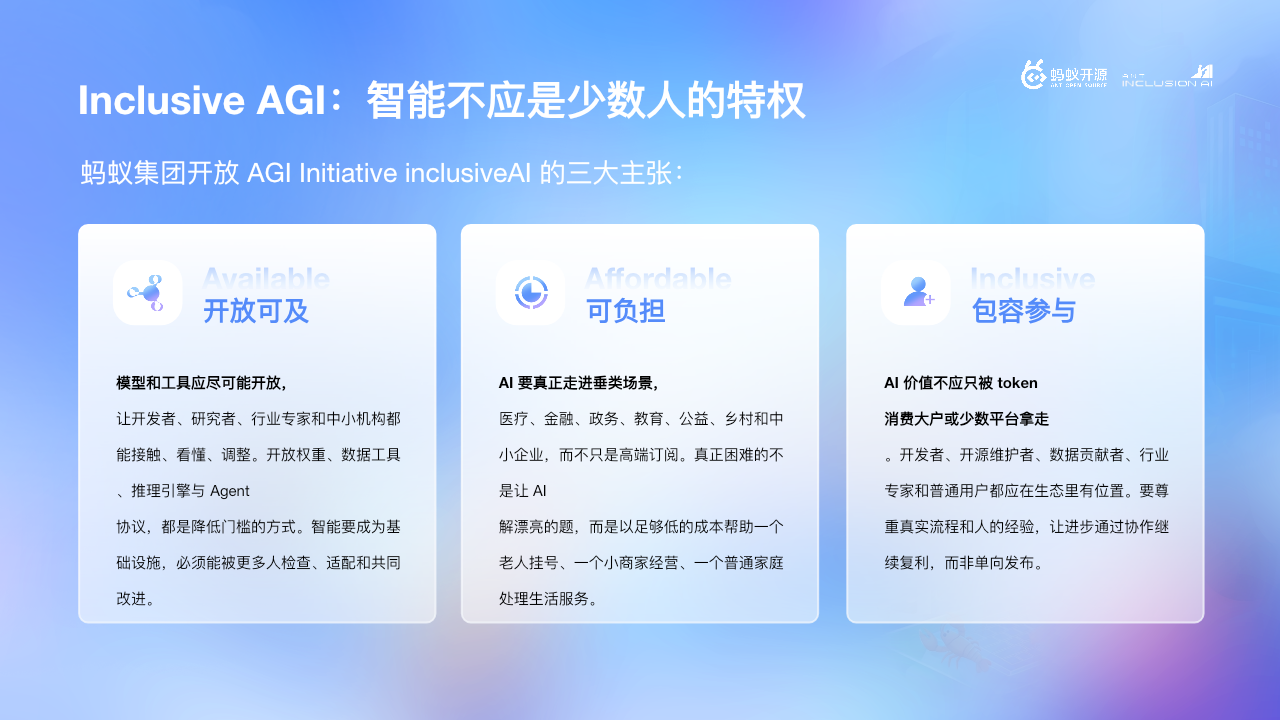 Inclusive AGI：智能不应是少数人的特权
蚂蚁开源
ANT OPEN SOURCE
ANT
INCLUSION AI
蚂蚁集团开放 AGI Initiative inclusiveAI 的三大主张：
Available
开放可及
模型和工具应尽可能开放，
让开发者、研究者、行业专家和中小机构都
能接触、看懂、调整。开放权重、数据工具
、推理引擎与 Agent
协议，都是降低门槛的方式。智能要成为基
础设施，必须能被更多人检查、适配和共同
改进。
Affordable
可负担
AI 要真正走进垂类场景，
医疗、金融、政务、教育、公益、乡村和中
小企业，而不只是高端订阅。真正困难的不
是让 AI
解漂亮的题，而是以足够低的成本帮助一个
老人挂号、一个小商家经营、一个普通家庭
处理生活服务。
Inclusive
包容参与
AI 价值不应只被 token
消费大户或少数平台拿走
。开发者、开源维护者、数据贡献者、行业
专家和普通用户都应在生态里有位置。要尊
重真实流程和人的经验，让进步通过协作继
续复利，而非单向发布。